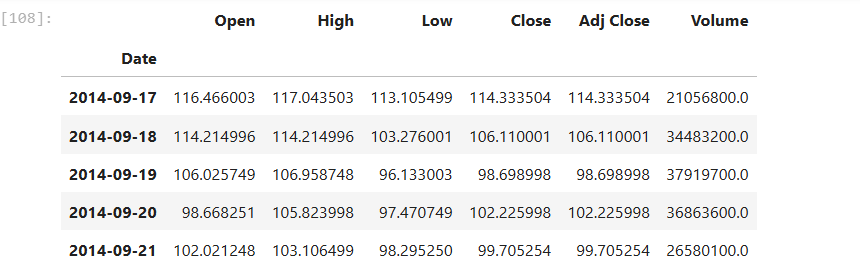 [108]: Open High Low Close Adj Close Volume
Date
2014-09-17 116.466003 117.043503 113.105499 114.333504 114.333504 21056800.0
2014-09-18 114.214996 114.214996 103.276001 106.110001 106.110001 34483200.0
2014-09-19 106.025749 106.958748 96.133003 98.698998 98.698998 37919700.0
2014-09-20 98.668251 105.823998 97.470749 102.225998 102.225998 36863600.0
2014-09-21 102.021248 103.106499 98.295250 99.705254 99.705254 26580100.0